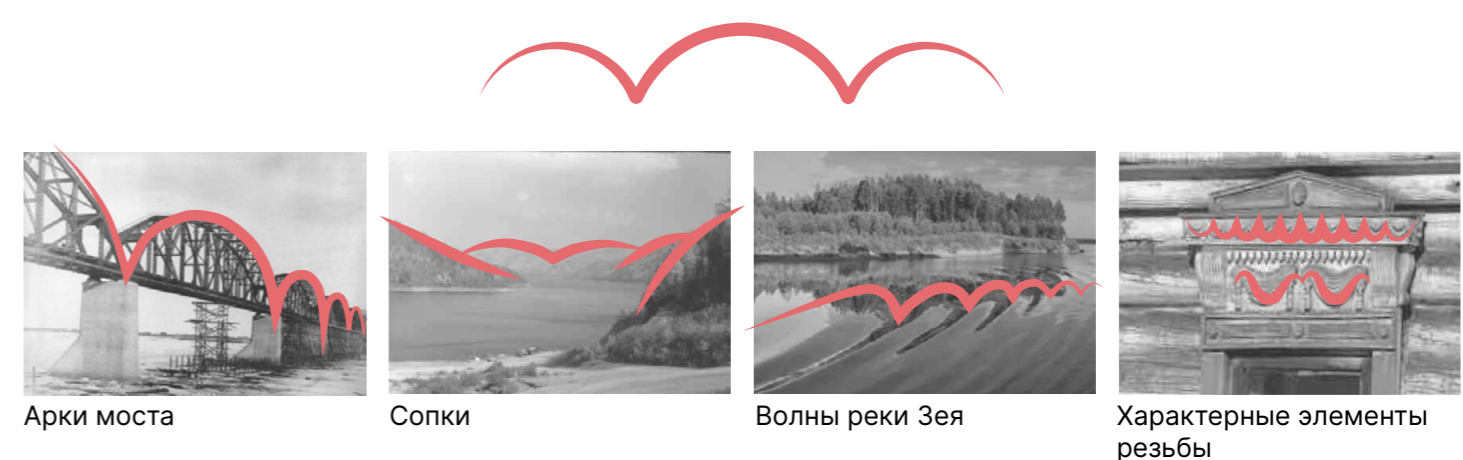 Арки моста
Сопки
Волны реки Зея
Характерные элементы
резьбы